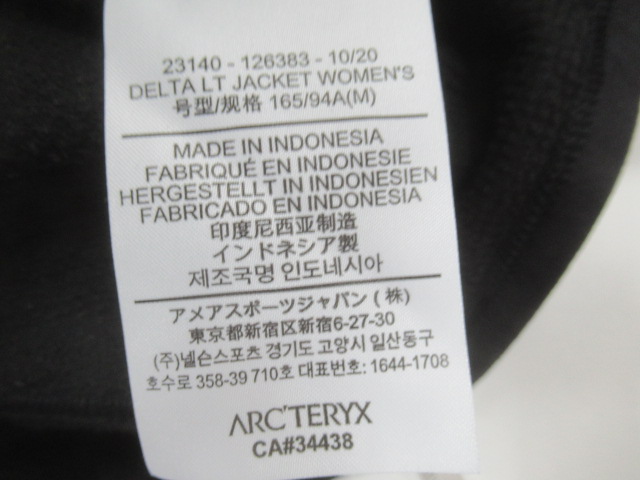 23140 - 126383 - 10/20
DELTA LT JACKET WOMEN'S
号型/规格 165/94A(M)
MADE IN INDONESIA
FABRIQUÉ EN INDONESIE
HERGESTELLT IN INDONESIEN
FABRICADO EN INDONESIA
印度尼西亚制造
インドネシア製
제조국명 인도네시아
アメアスポーツジャパン ( 株)
東京都新宿区新宿6-27-30
(주)넬슨스포츠 경기도 고양시 일산동구
호수로 358-39 710호 대표번호: 1644-1708
ARC'TERYX
CA#34438